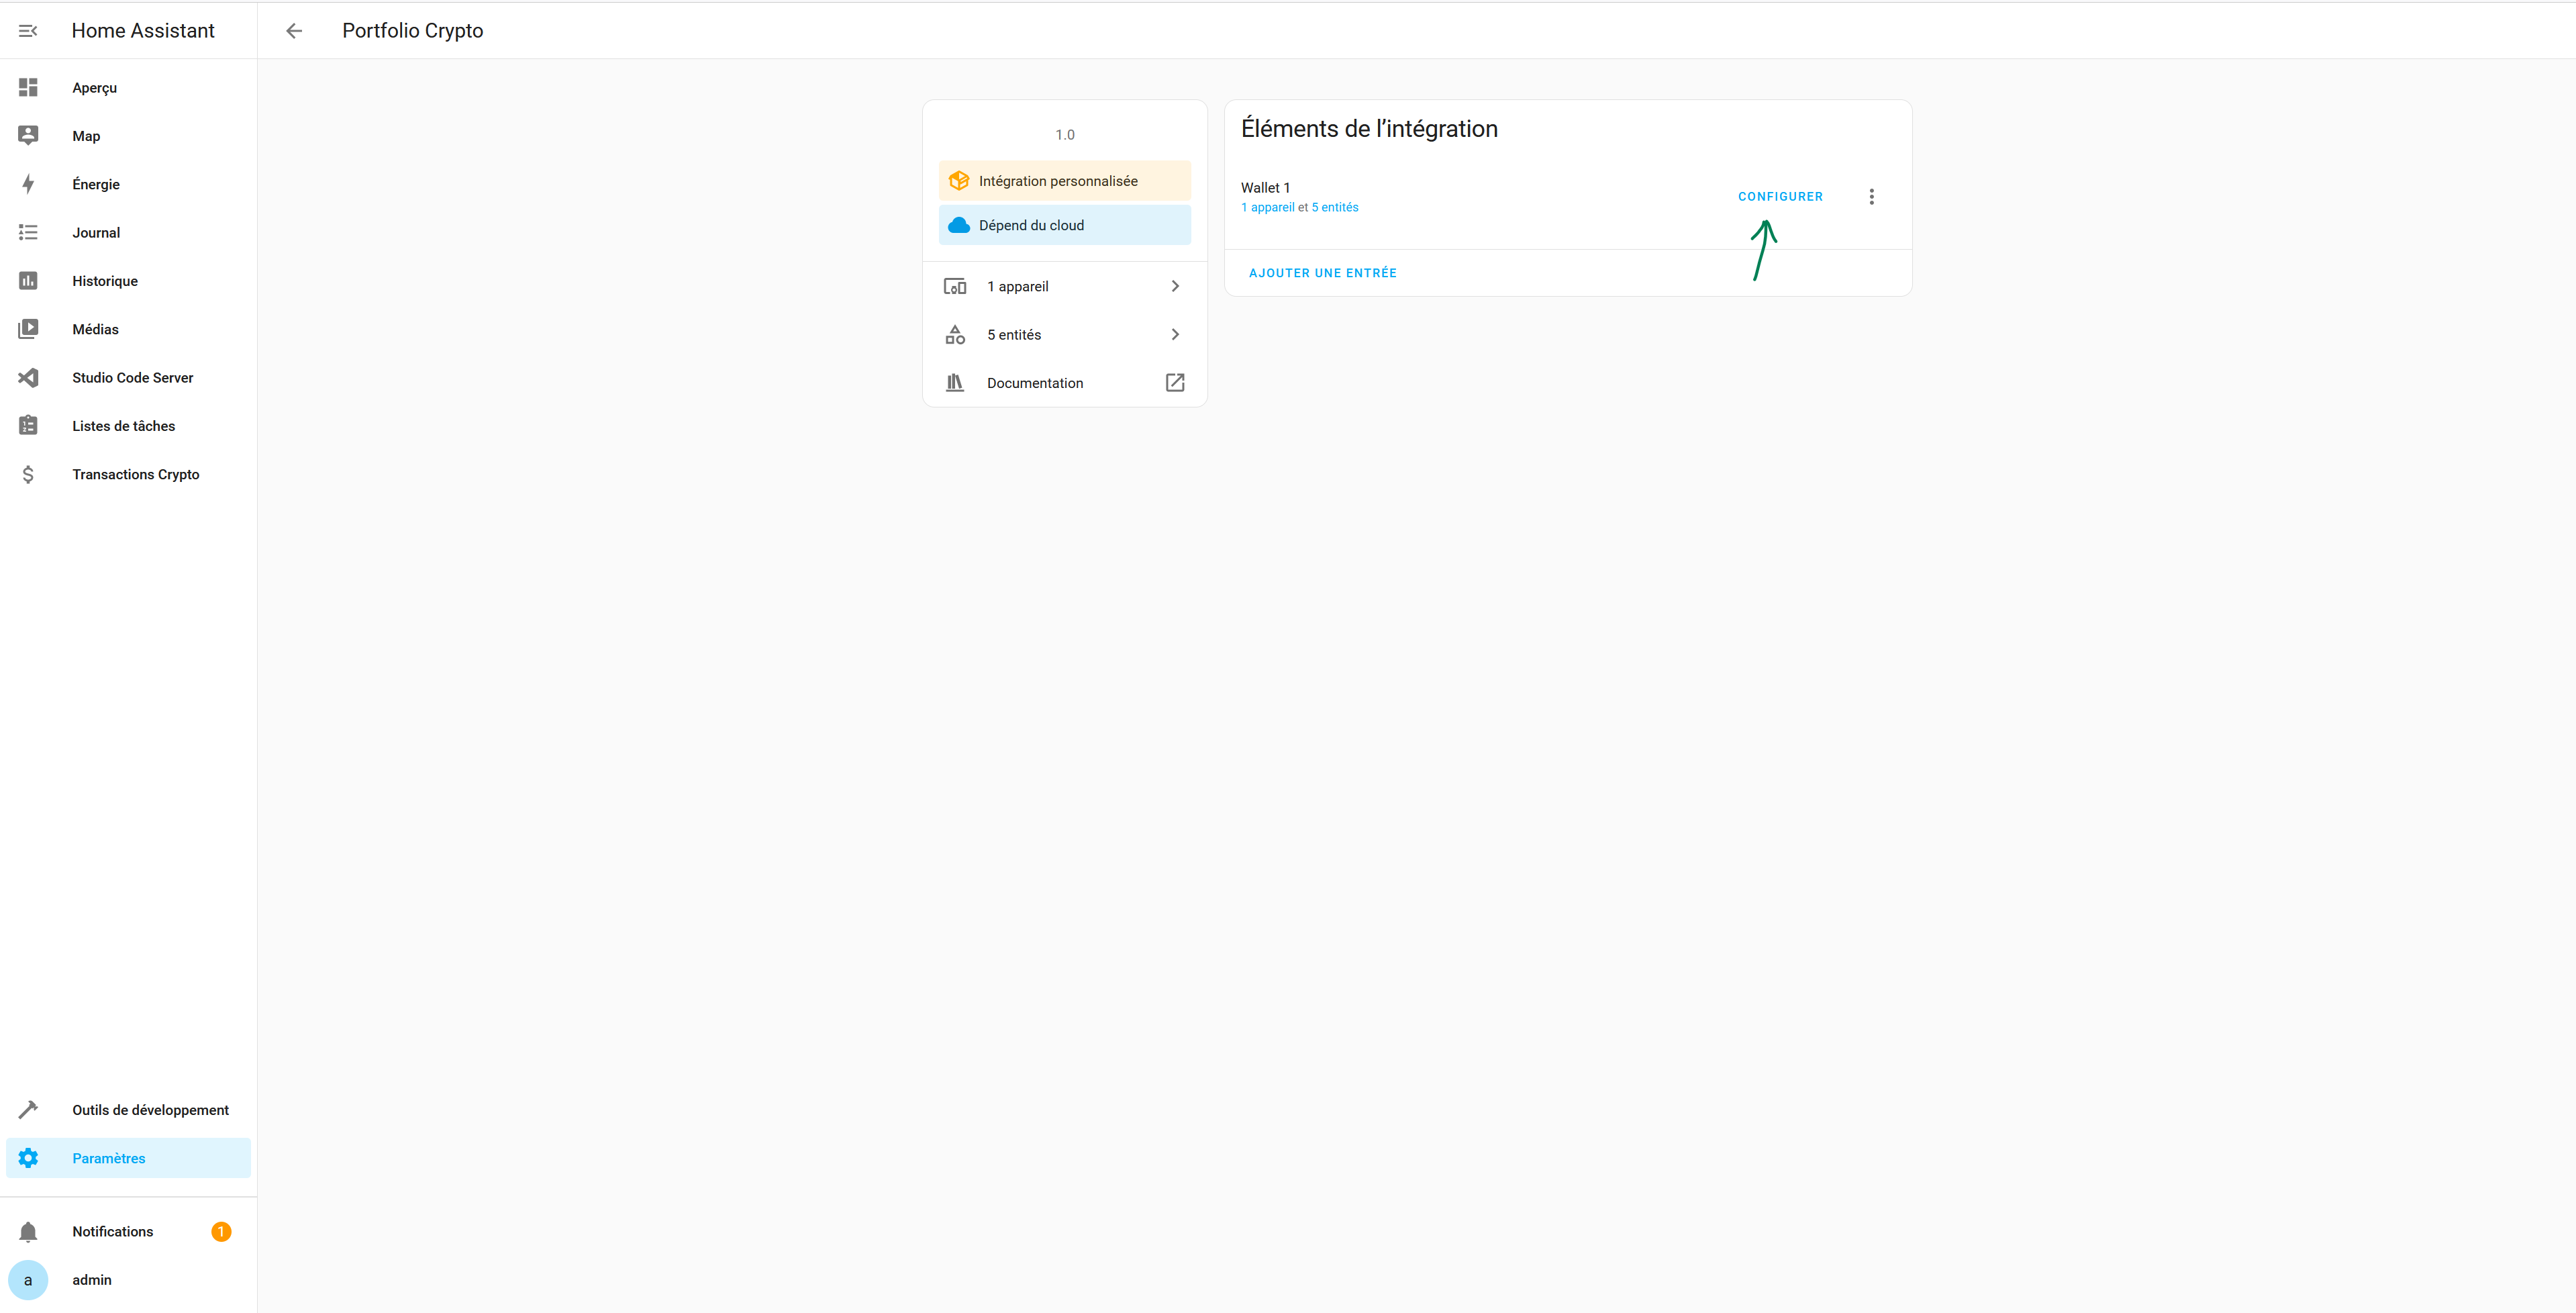 Home Assistant
Portfolio Crypto
Aperçu
Map
Énergie
Journal
Historique
Médias
Studio Code Server
Listes de tâches
Transactions Crypto
Outils de développement
Paramètres
Notifications
1
a
admin
1.0
Intégration personnalisée
Dépend du cloud
1 appareil
5 entités
Documentation
Éléments de l’intégration
Wallet 1
1 appareil et 5 entités
CONFIGURER
AJOUTER UNE ENTRÉE